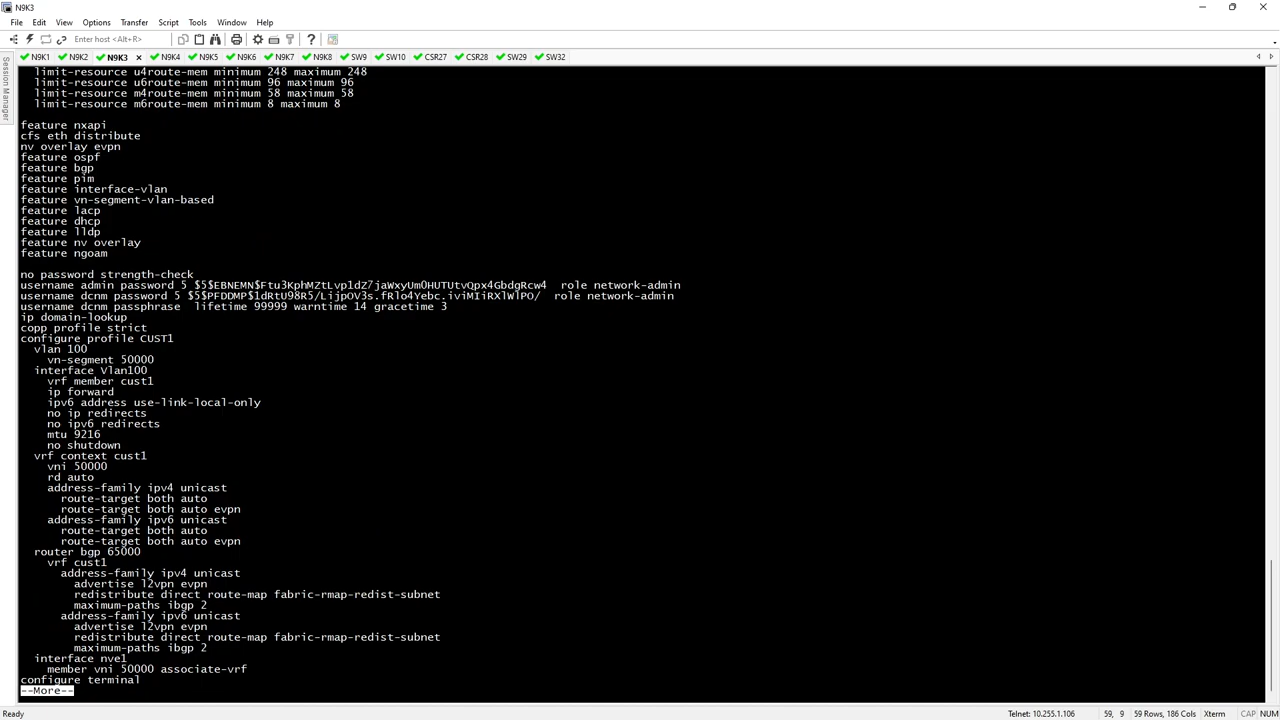 N9K3
File Edit View Options Transfer Script Tools Window Help
Enter host <Alt+R>
N9K1 N9K2 N9K3 × N9K4 N9K5 N9K6 N9K7 N9K8 SW9 SW10 CSR27 CSR28 SW29 SW32
Session Manager
limit-resource u4route-mem minimum 248 maximum 248
limit-resource u6route-mem minimum 96 maximum 96
limit-resource m4route-mem minimum 58 maximum 58
limit-resource m6route-mem minimum 8 maximum 8
feature nxapi
cfs eth distribute
nv overlay evpn
feature ospf
feature bgp
feature pim
feature interface-vlan
feature vn-segment-vlan-based
feature lacp
feature dhcp
feature lldp
feature nv overlay
feature ngoam
no password strength-check
username admin password 5 $5$EBNEMN$Ftu3KphMZtLvp1dZ7jaWxyUm0HUTUtvQpx4GbdgRcw4 role network-admin
username dcnm password 5 $5$PFDDMP$1dRtU98R5/LijpOV3s.fRlo4Yebc.iviMIiRXlWlPO/ role network-admin
username dcnm passphrase lifetime 99999 warntime 14 gracetime 3
ip domain-lookup
copp profile strict
configure profile CUST1
vlan 100
vn-segment 50000
interface Vlan100
vrf member cust1
ip forward
ipv6 address use-link-local-only
no ip redirects
no ipv6 redirects
mtu 9216
no shutdown
vrf context cust1
vni 50000
rd auto
address-family ipv4 unicast
route-target both auto
route-target both auto evpn
address-family ipv6 unicast
route-target both auto
route-target both auto evpn
router bgp 65000
vrf cust1
address-family ipv4 unicast
advertise l2vpn evpn
redistribute direct route-map fabric-rmap-redist-subnet
maximum-paths ibgp 2
address-family ipv6 unicast
advertise l2vpn evpn
redistribute direct route-map fabric-rmap-redist-subnet
maximum-paths ibgp 2
interface nve1
member vni 50000 associate-vrf
configure terminal
--More--
Ready Telnet: 10.255.1.106 59, 9 59 Rows, 186 Cols Xterm CAP NUM